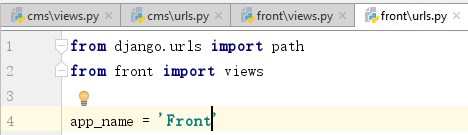 cms\views.py cms\urls.py front\views.py front\urls.py
1 from django.urls import path
2 from front import views
3
4 app_name = 'Front'